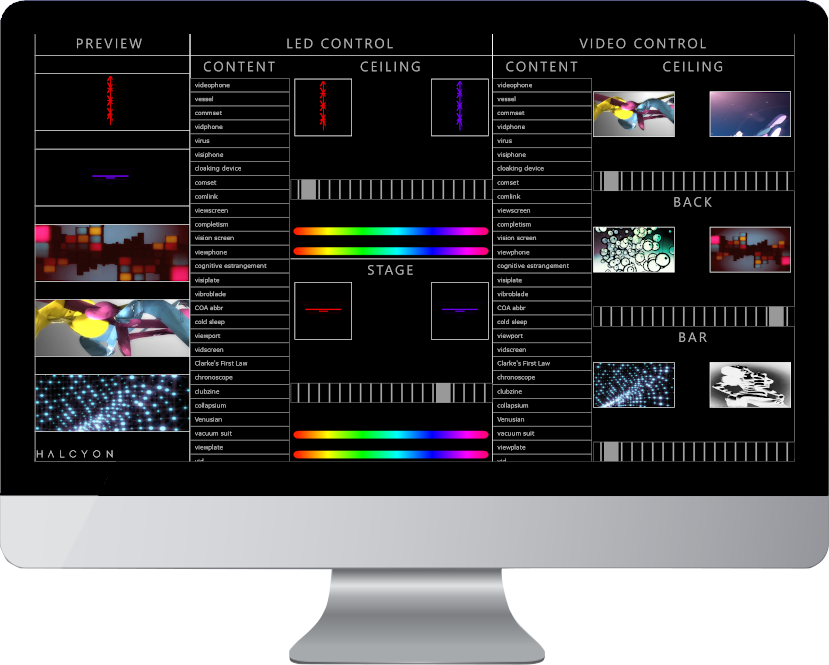 PREVIEW
HALCYON
LED CONTROL
CONTENT
videophone
vessel
commset
vidphone
virus
visiphone
cloaking device
comset
comlink
viewscreen
completism
vision screen
viewphone
cognitive estrangement
visiplate
vibroblade
COA abbr
cold sleep
viewport
vidscreen
Clarke's First Law
chronoscope
clubzine
collapsium
Venusian
vacuum suit
viewplate
vid
CEILING
STAGE
VIDEO CONTROL
CONTENT
videophone
vessel
commset
vidphone
virus
visiphone
cloaking device
comset
comlink
viewscreen
completism
vision screen
viewphone
cognitive estrangement
visiplate
vibroblade
COA abbr
cold sleep
viewport
vidscreen
Clarke's First Law
chronoscope
clubzine
collapsium
Venusian
vacuum suit
viewplate
vid
CEILING
BACK
BAR